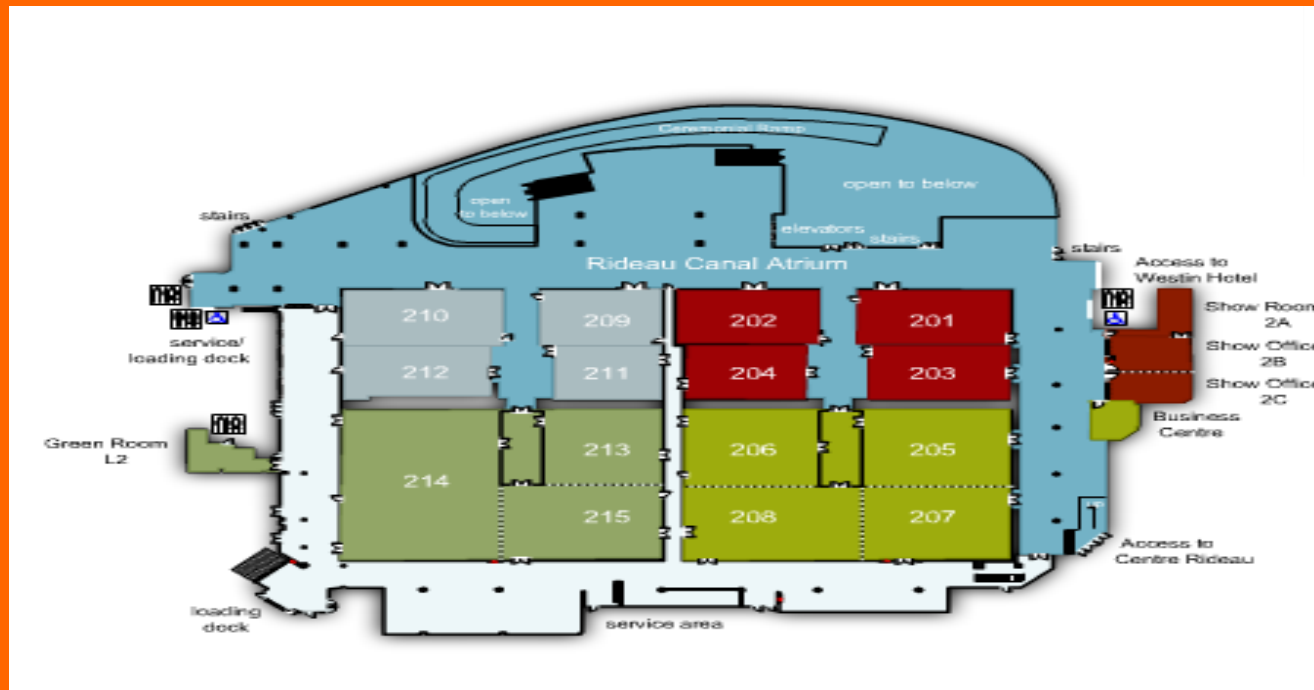 Ceremonial Ramp
open to below
open
to below
stairs
elevators
stairs
stairs
Rideau Canal Atrium
Access to
Westin Hotel
210
209
202
201
Show Room
2A
service/
loading dock
Show Office
2B
212
211
204
203
Show Office
2C
Business
Centre
Green Room
L2
213
206
205
214
215
208
207
up
Access to
Centre Rideau
loading
dock
service area